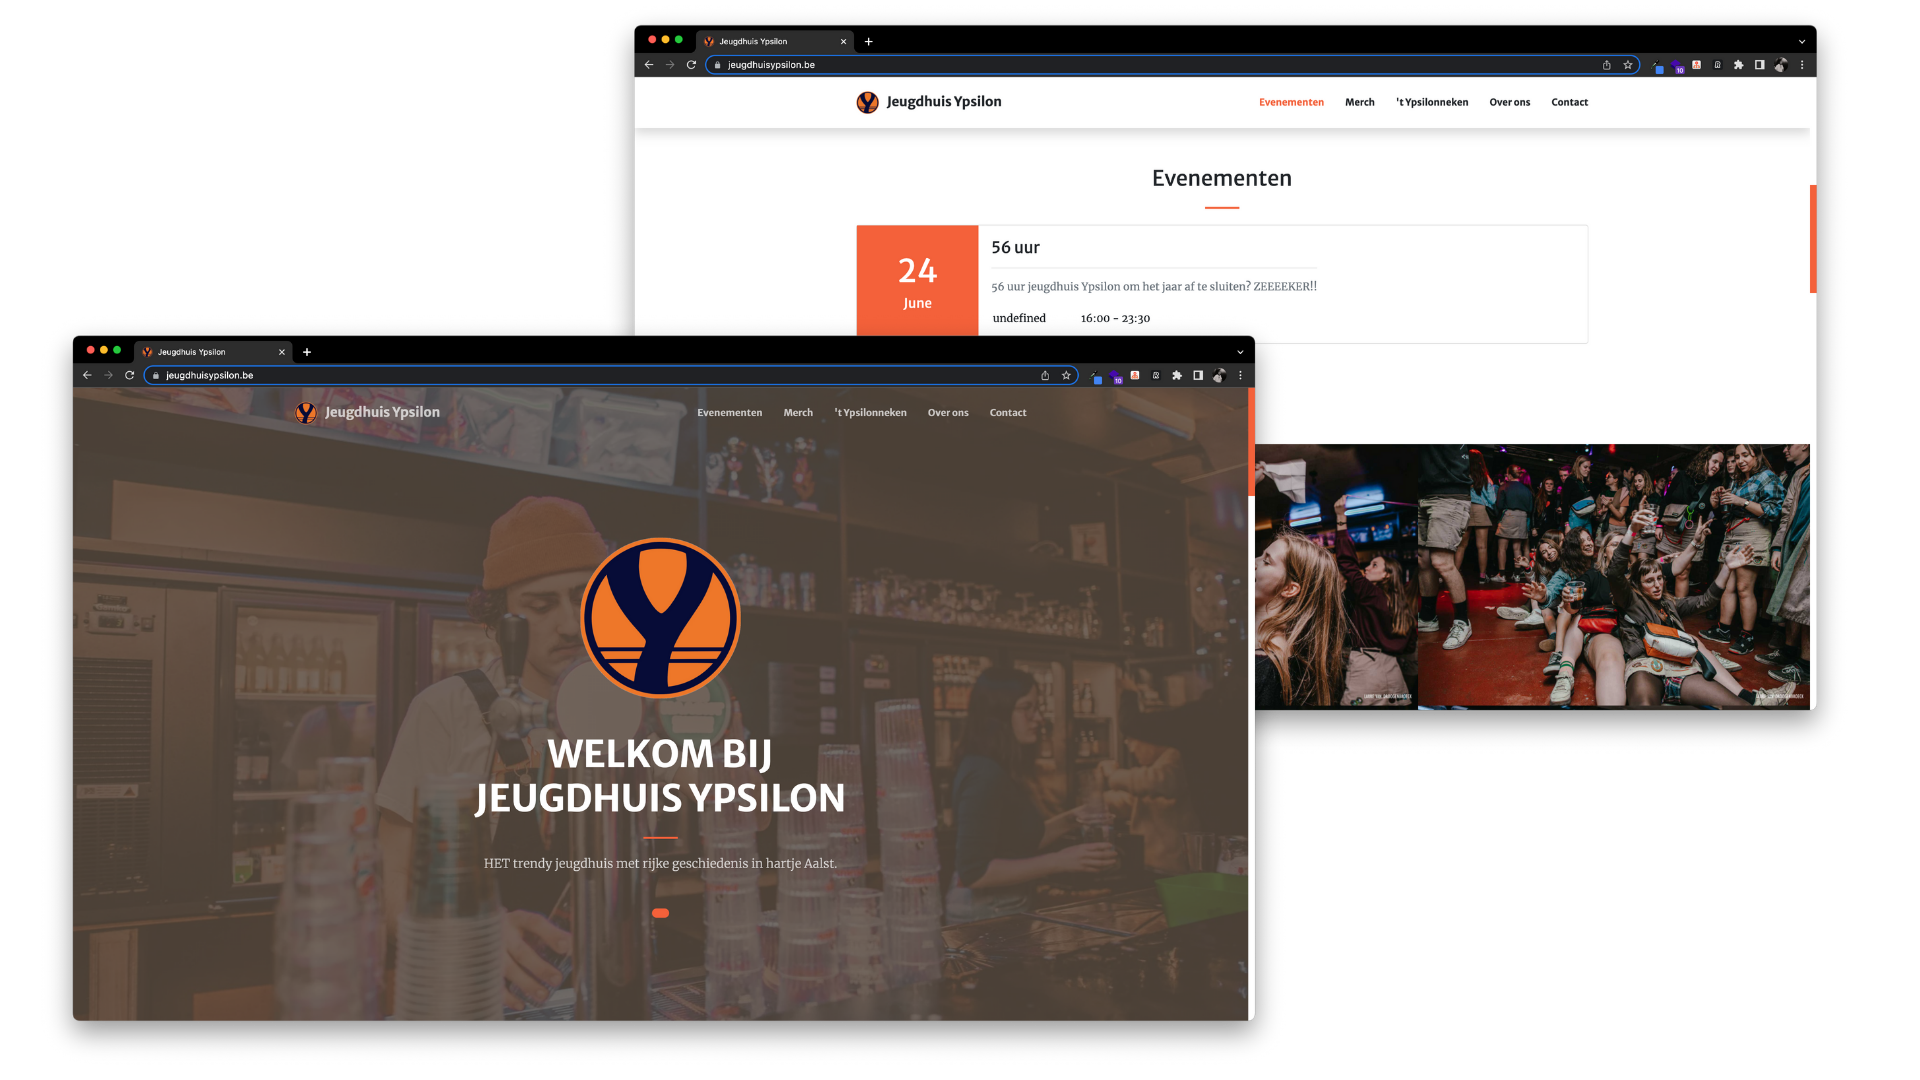 Jeugdhuis Ypsilon
jeugdhuisypsilon.be
10
Jeugdhuis Ypsilon
Evenementen Merch 't Ypsilonneken Over ons Contact
Evenementen
24
June
56 uur
56 uur jeugdhuis Ypsilon om het jaar af te sluiten? ZEEEEKER!!
undefined 16:00 - 23:30
Jeugdhuis Ypsilon
jeugdhuisypsilon.be
10
Jeugdhuis Ypsilon
Evenementen Merch 't Ypsilonneken Over ons Contact
WELKOM BIJ
JEUGDHUIS YPSILON
HET trendy jeugdhuis met rijke geschiedenis in hartje Aalst.